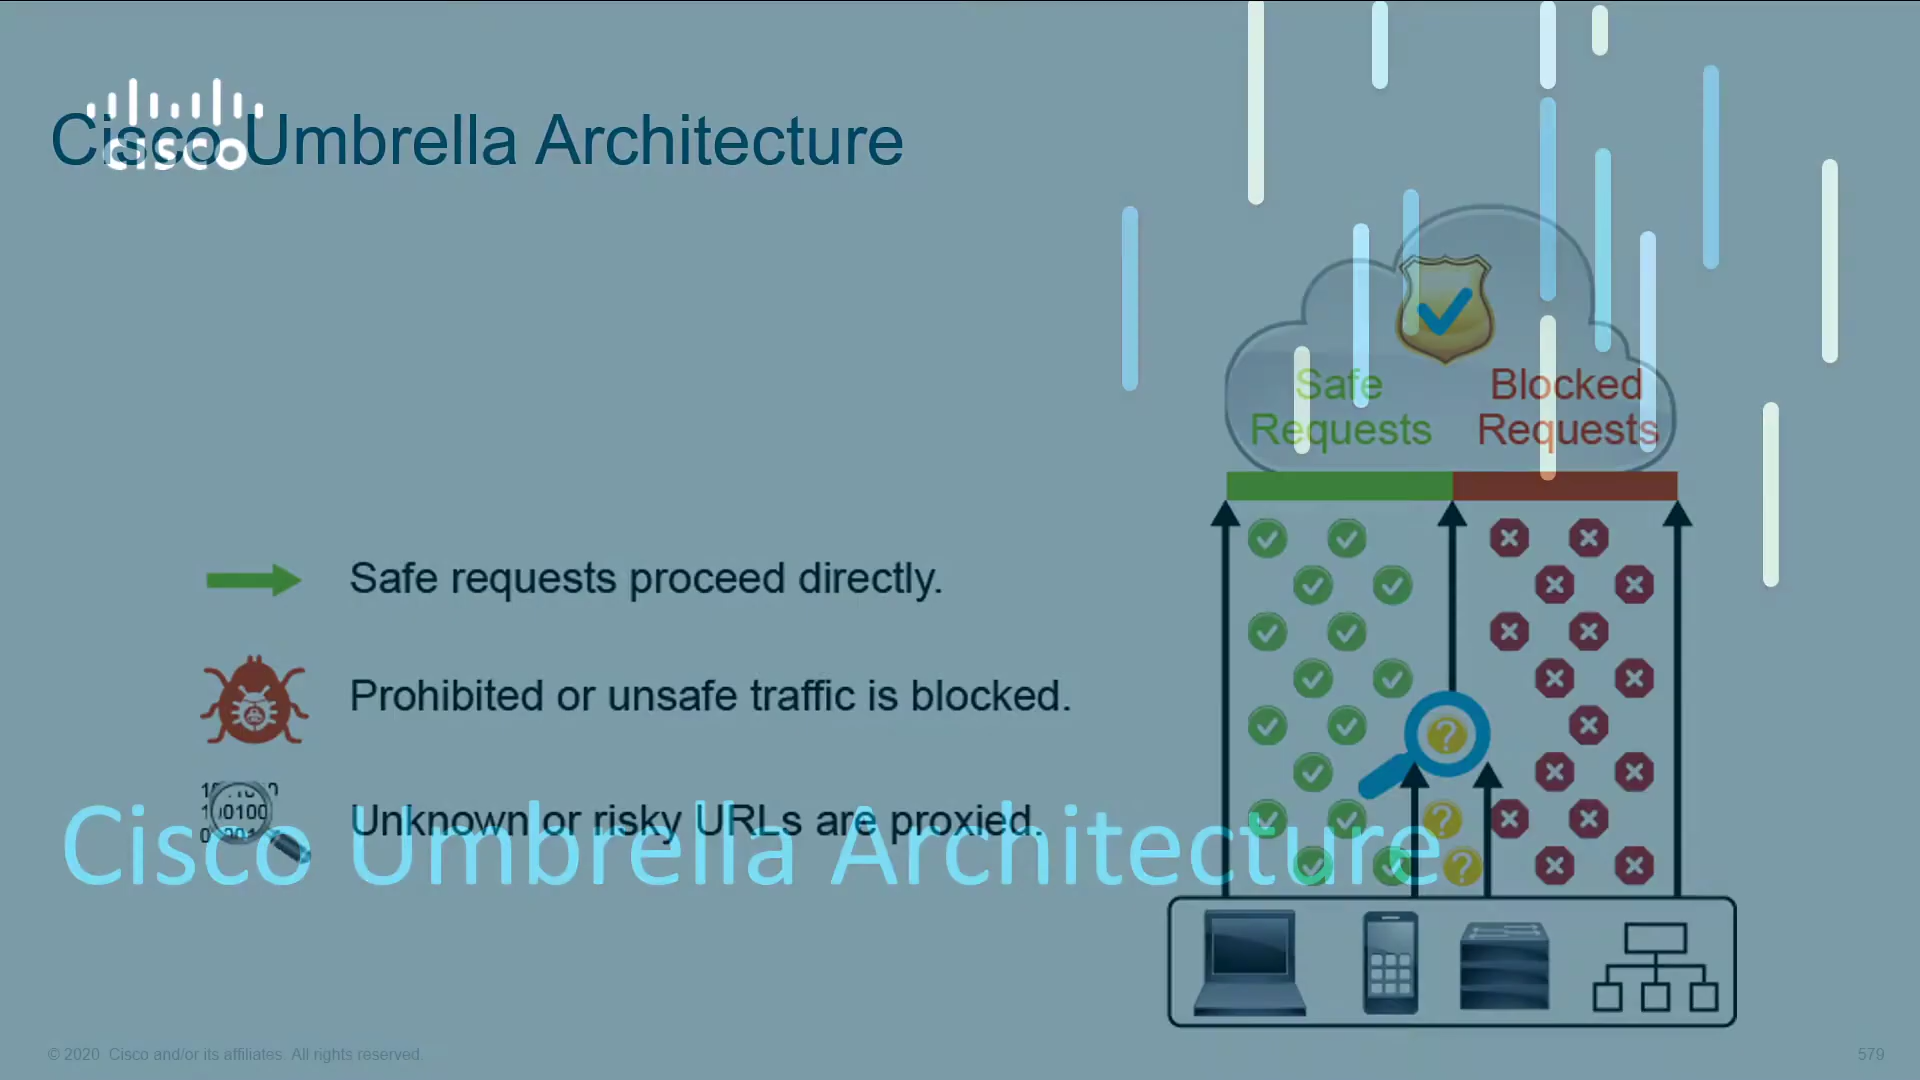 Cisco Umbrella Architecture
CISCO
Safe
Requests
Blocked
Requests
Safe requests proceed directly.
Prohibited or unsafe traffic is blocked.
Unknown or risky URLs are proxied.
Cisco Umbrella Architecture
© 2020 Cisco and/or its affiliates. All rights reserved.
579